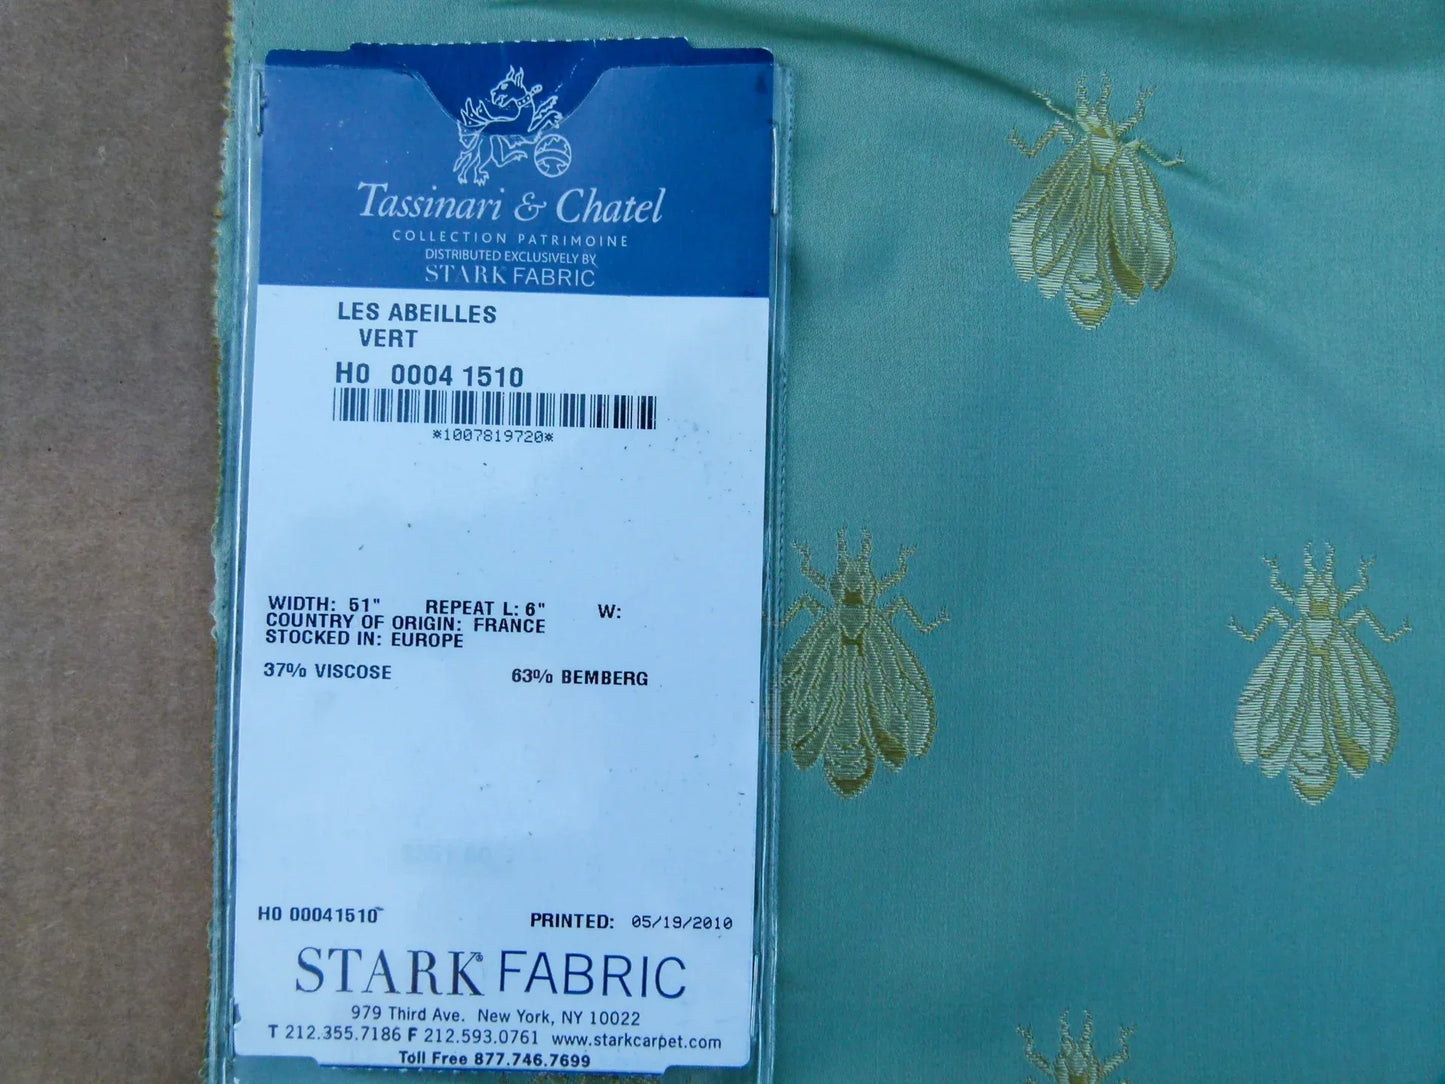 Tassinari & Chatel
COLLECTION PATRIMOINE
DISTRIBUTED EXCLUSIVELY BY
STARK FABRIC
LES ABEILLES
VERT
H0 0004 1510
*1007819720*
WIDTH: 51" REPEAT L: 6" W:
COUNTRY OF ORIGIN: FRANCE
STOCKED IN: EUROPE
37% VISCOSE 63% BEMBERG
H0 00041510 PRINTED: 05/19/2010
STARK® FABRIC
979 Third Ave. New York, NY 10022
T 212.355.7186 F 212.593.0761 www.starkcarpet.com
Toll Free 877.746.7699